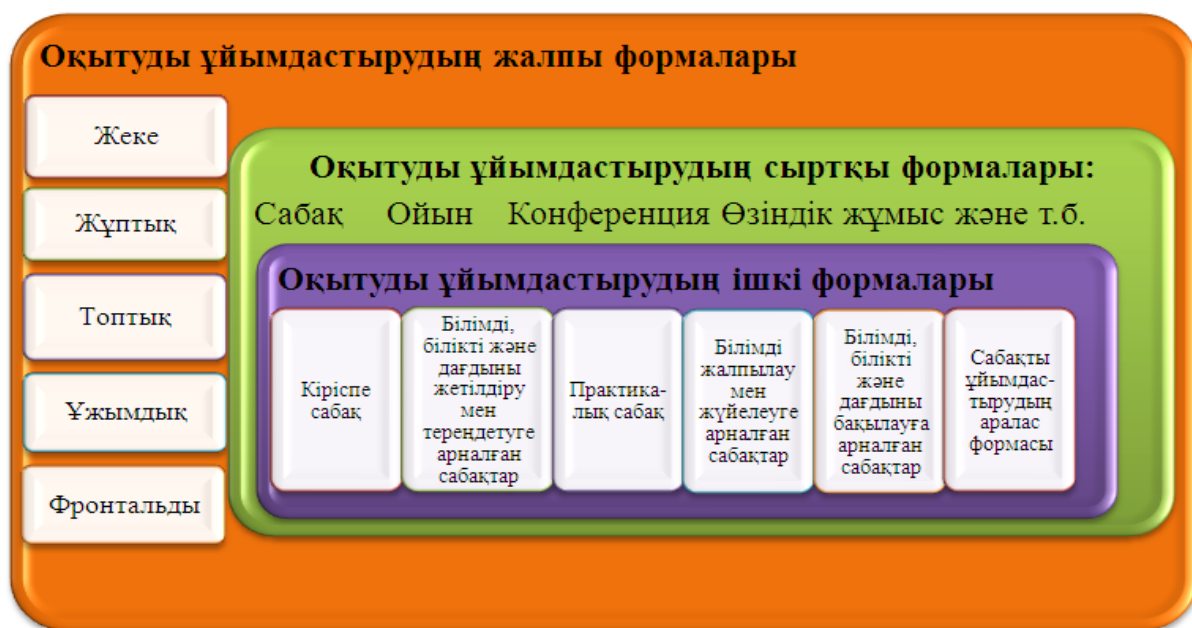 Оқытуды ұйымдастырудың жалпы формалары
Жеке
Жұптық
Топтық
Ұжымдық
Фронтальды
Оқытуды ұйымдастырудың сыртқы формалары:
Сабақ Ойын Конференция Өзіндік жұмыс және т.б.
Оқытуды ұйымдастырудың ішкі формалары
Кіріспе
сабақ
Білімді,
білікті және
дағдыны
жетілдіру
мен
тереңдетуге
арналған
сабақтар
Практика-
лық сабақ
Білімді
жалпылау
мен
жүйелеуге
арналған
сабақтар
Білімді,
білікті
және
дағдыны
бақылауға
арналған
сабақтар
Сабақты
ұйымдас-
тырудың
аралас
формасы